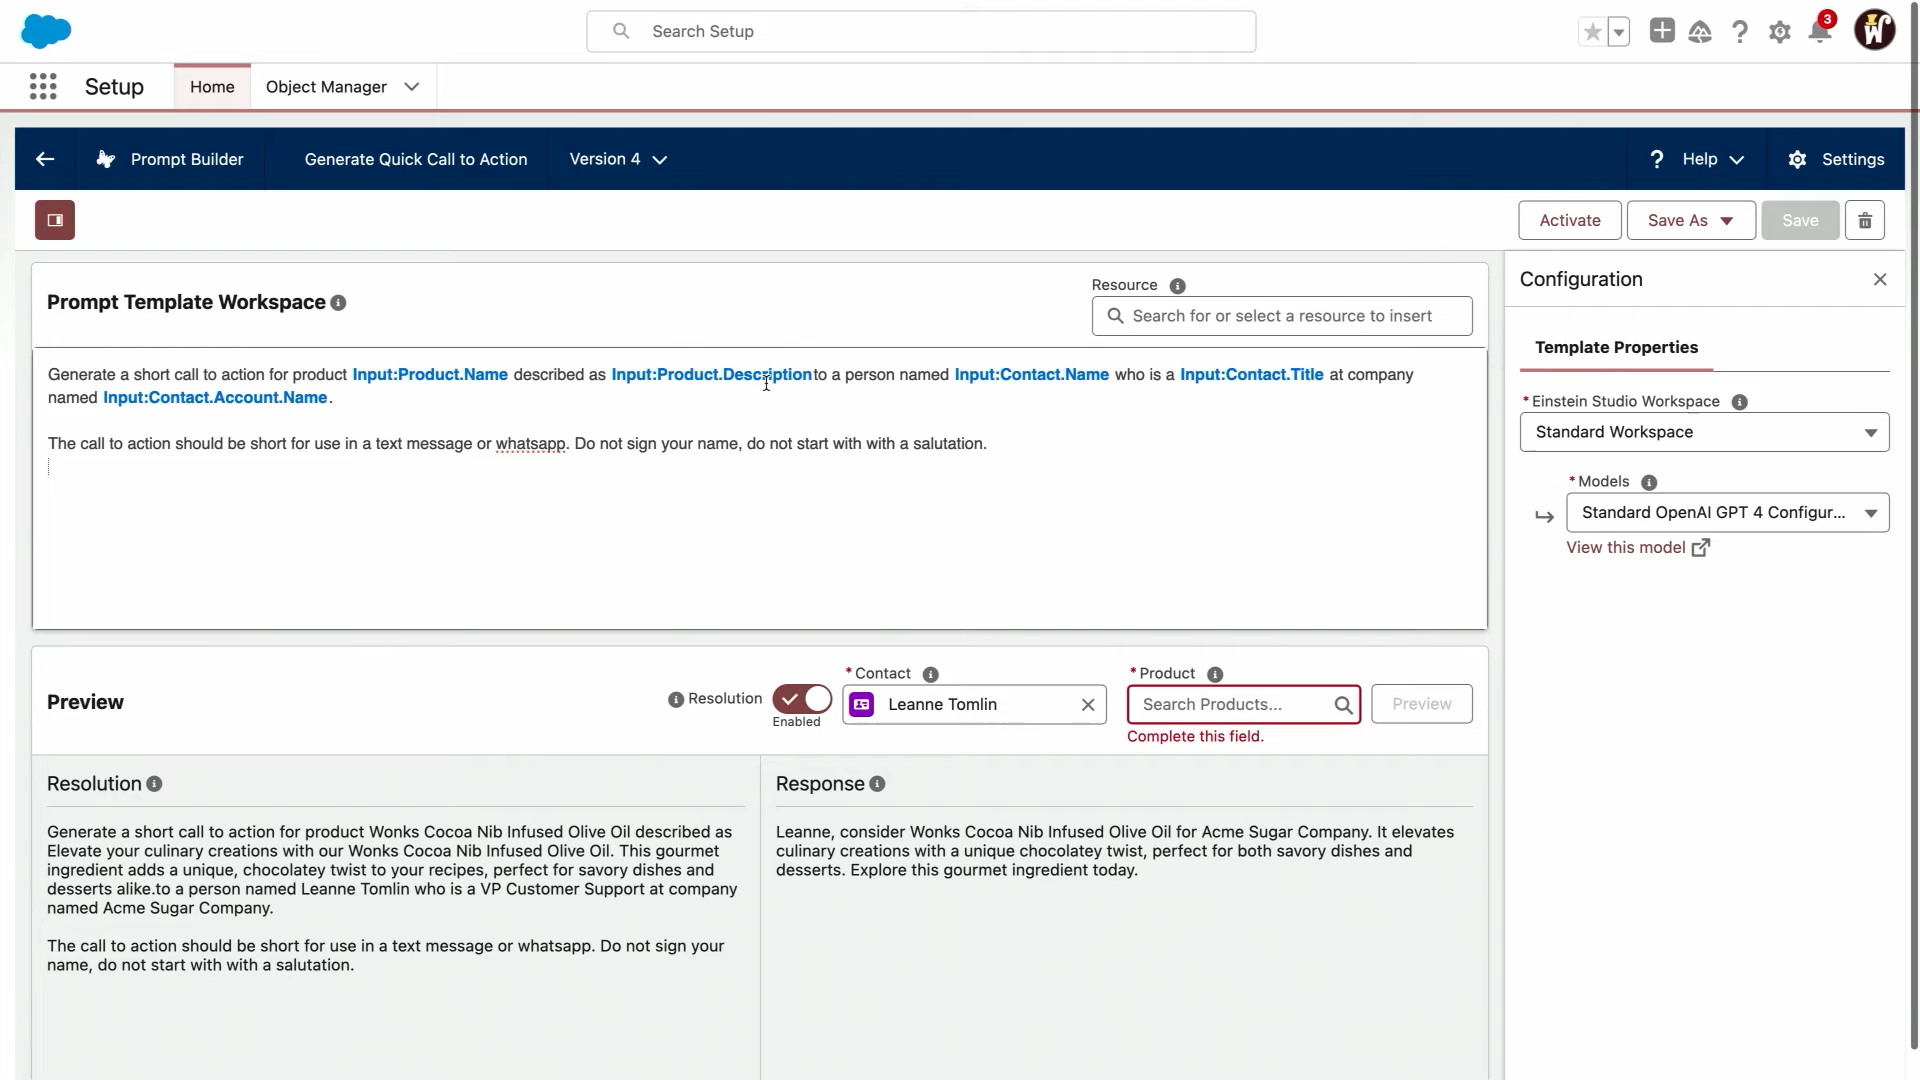 Search Setup
3
Setup
Home
Object Manager
Prompt Builder
Generate Quick Call to Action
Version 4
? Help
Settings
Activate
Save As
Save
Prompt Template Workspace
Resource
Search for or select a resource to insert
Generate a short call to action for product Input:Product.Name described as Input:Product.Descriptionto a person named Input:Contact.Name who is a Input:Contact.Title at company
named Input:Contact.Account.Name.
The call to action should be short for use in a text message or whatsapp. Do not sign your name, do not start with with a salutation.
Configuration
Template Properties
*Einstein Studio Workspace
Standard Workspace
*Models
Standard OpenAI GPT 4 Configur...
View this model
Preview
Resolution
Enabled
*Contact
Leanne Tomlin
*Product
Search Products...
Complete this field.
Preview
Resolution
Generate a short call to action for product Wonks Cocoa Nib Infused Olive Oil described as
Elevate your culinary creations with our Wonks Cocoa Nib Infused Olive Oil. This gourmet
ingredient adds a unique, chocolatey twist to your recipes, perfect for savory dishes and
desserts alike.to a person named Leanne Tomlin who is a VP Customer Support at company
named Acme Sugar Company.
The call to action should be short for use in a text message or whatsapp. Do not sign your
name, do not start with with a salutation.
Response
Leanne, consider Wonks Cocoa Nib Infused Olive Oil for Acme Sugar Company. It elevates
culinary creations with a unique chocolatey twist, perfect for both savory dishes and
desserts. Explore this gourmet ingredient today.